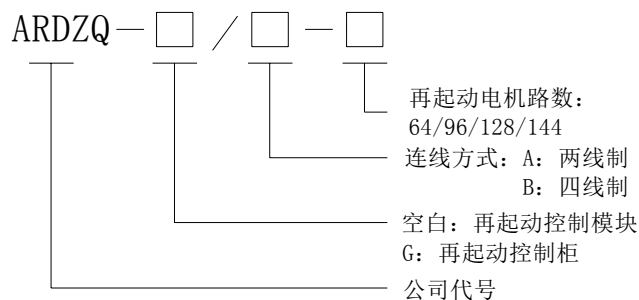 ARDZQ—□/□—□
再起动电机路数:
64/96/128/144
连线方式: A: 两线制
B: 四线制
空白: 再起动控制模块
G: 再起动控制柜
公司代号